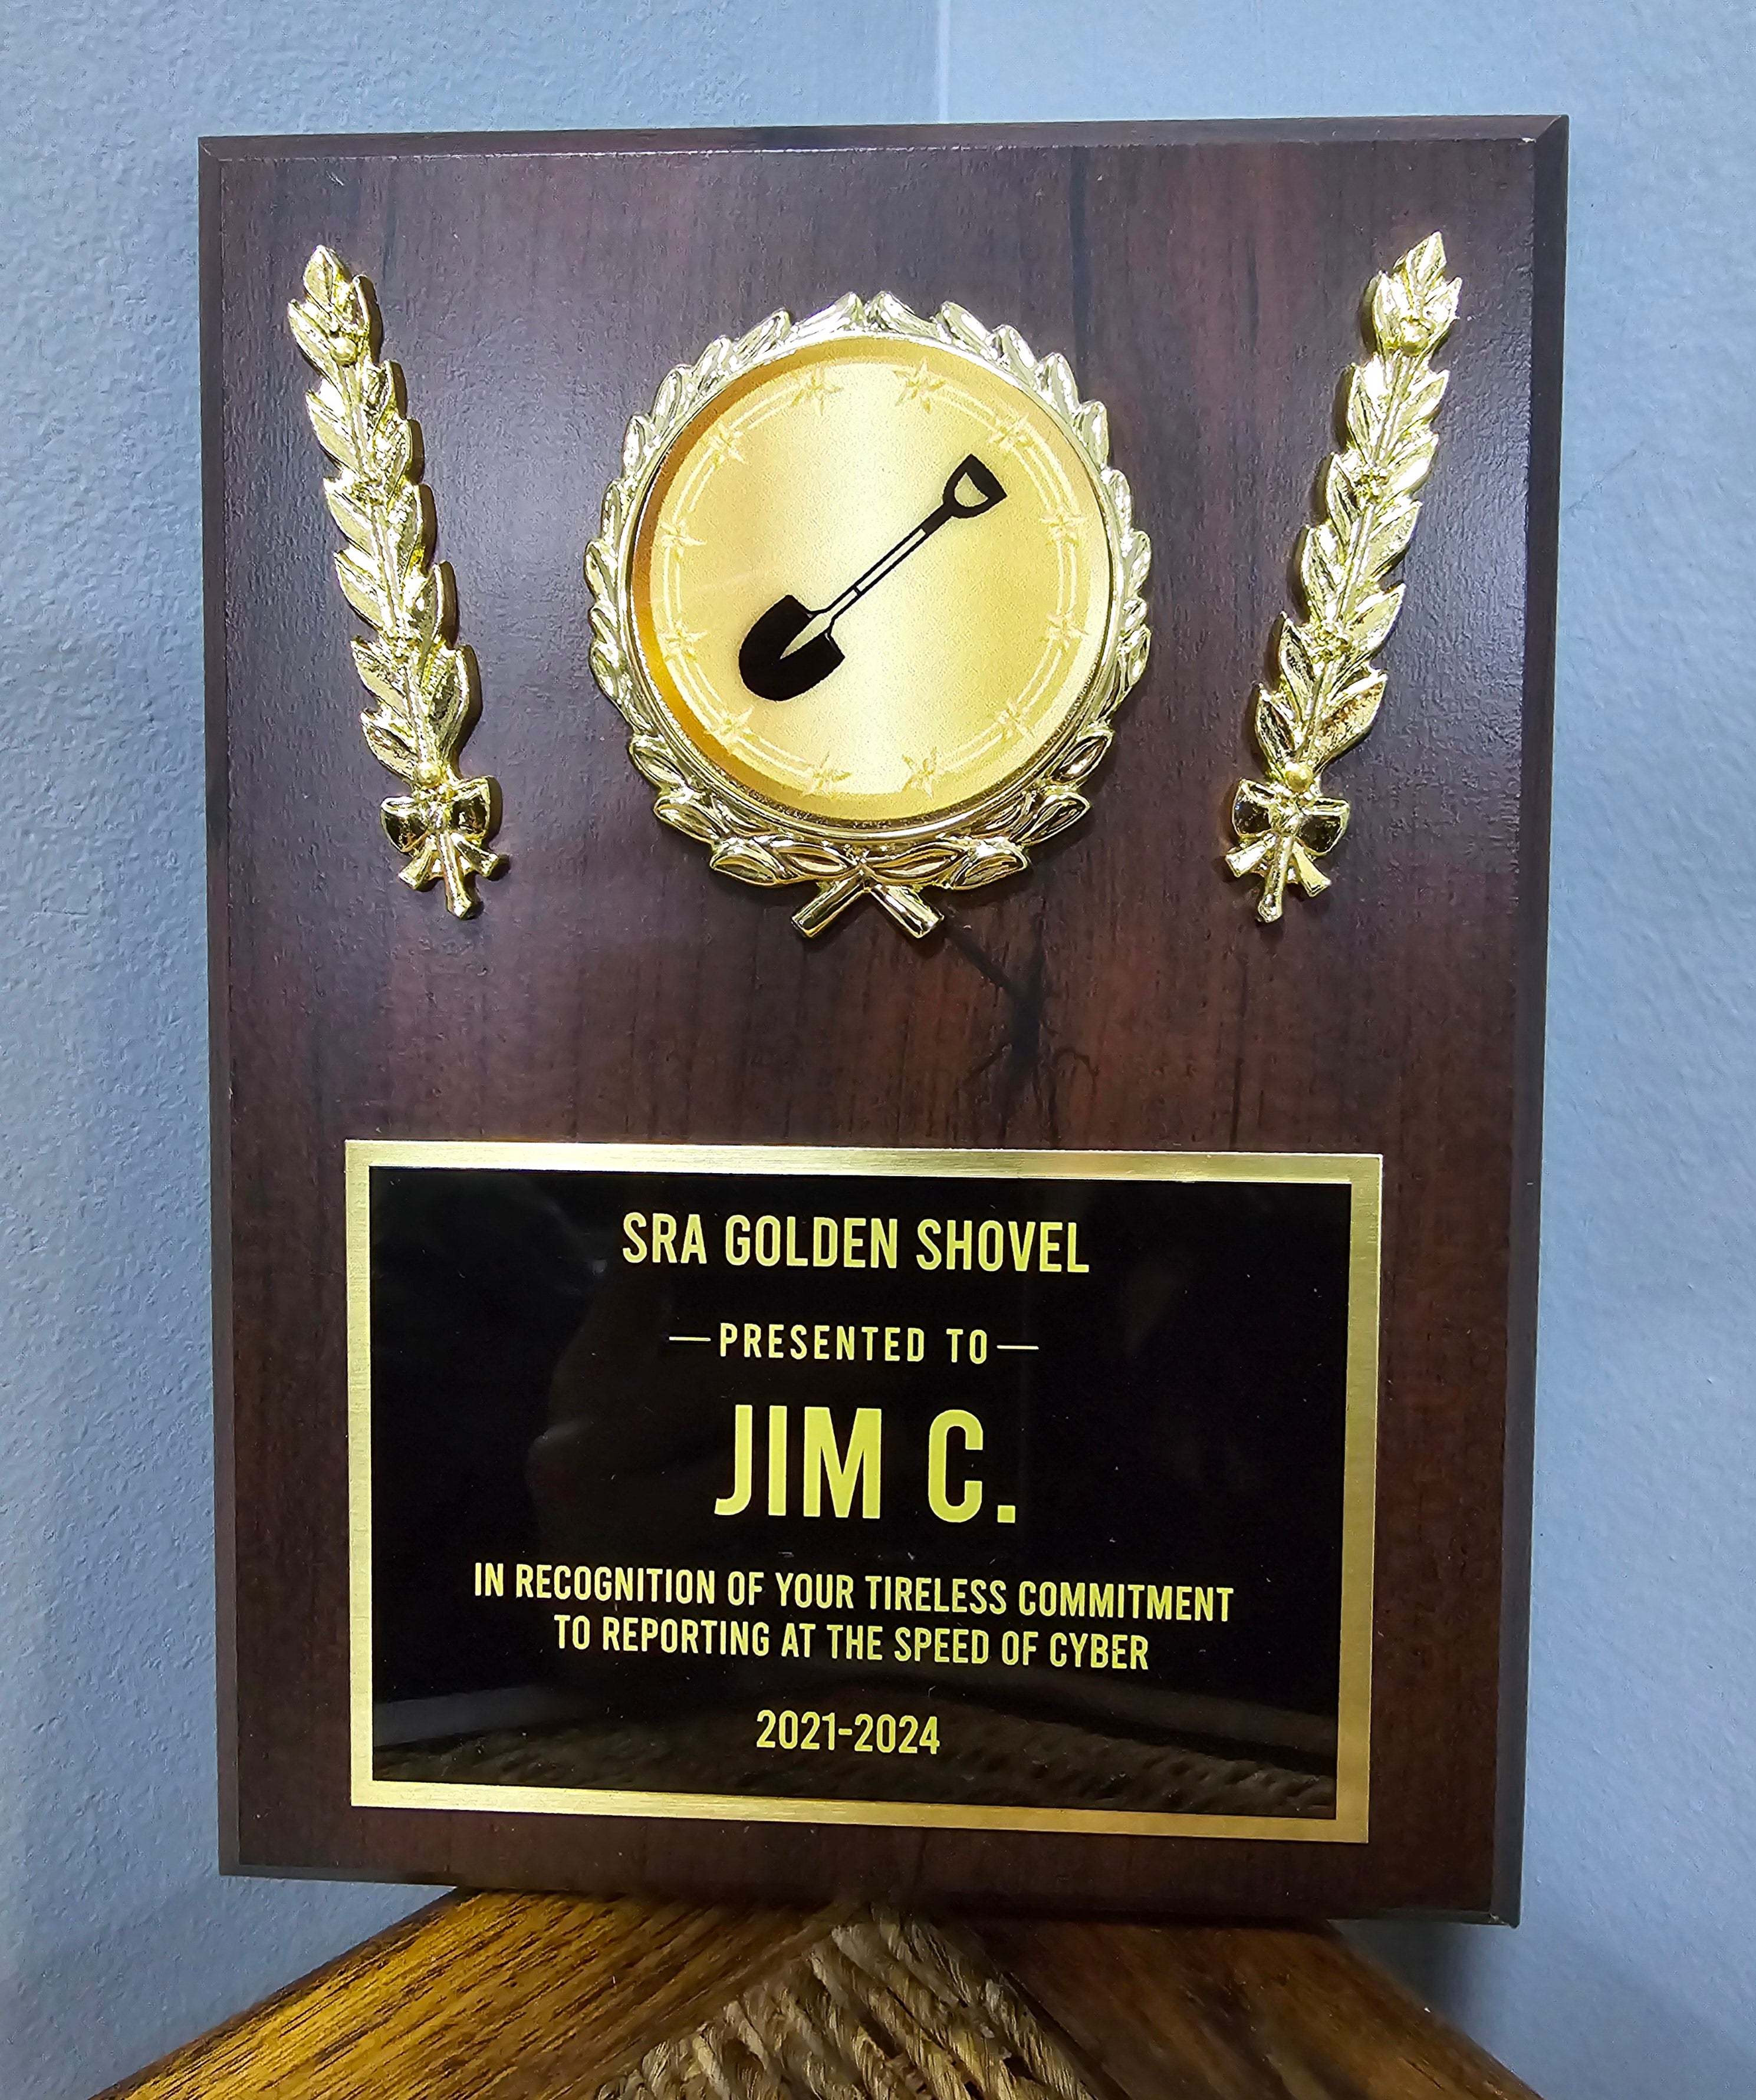 SRA GOLDEN SHOVEL
—PRESENTED TO—
JIM C.
IN RECOGNITION OF YOUR TIRELESS COMMITMENT
TO REPORTING AT THE SPEED OF CYBER
2021-2024